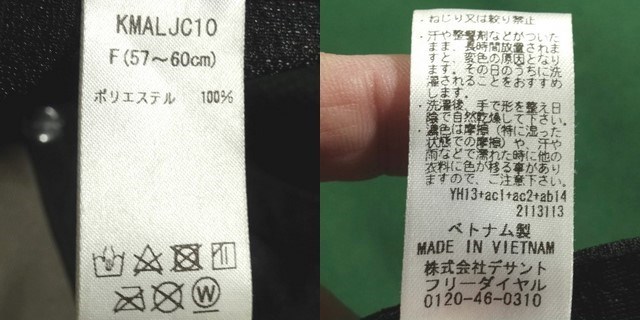 KMALJC10
F(57〜60cm)
ポリエステル 100%
W
・ねじり又は絞り禁止
・汗や整髪剤などがついた
まま、長時間放置されま
すと、変色の原因となり
ます。その日のうちに洗
濯されることをおすすめ
します。
・洗濯後、手で形を整え日
陰で自然乾燥して下さい。
・濃色は摩擦（特に湿った
状態での摩擦）や、汗や
雨などで濡れた時に他の
衣料に色が移る事があり
ますので、ご注意下さい。
YH13+ac1+ac2+ab14
2113113
ベトナム製
MADE IN VIETNAM
株式会社デサント
フリーダイヤル
0120-46-0310